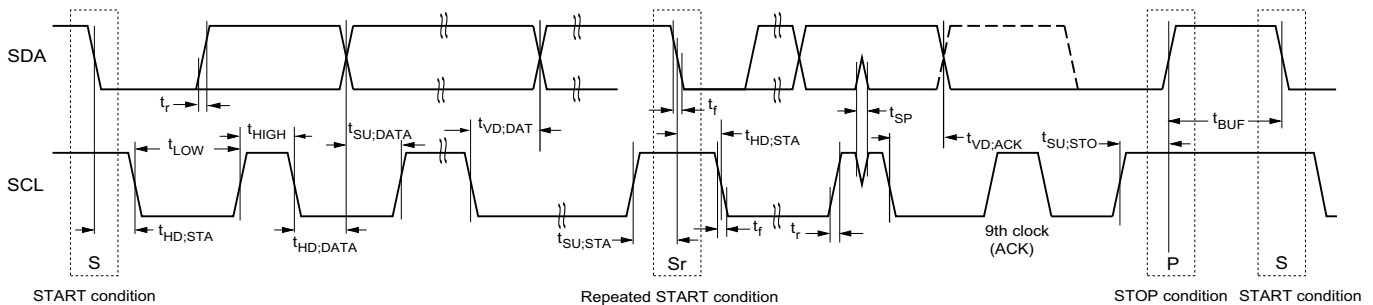 SDA
t_r
t_f
t_SP
t_BUF
t_HIGH
t_SU;DATA
t_VD;DAT
t_HD;STA
t_LOW
t_VD;ACK
t_SU;STO
SCL
t_HD;STA
t_HD;DATA
t_SU;STA
t_f
t_r
9th clock
(ACK)
S
Sr
P
S
START condition
Repeated START condition
STOP condition
START condition